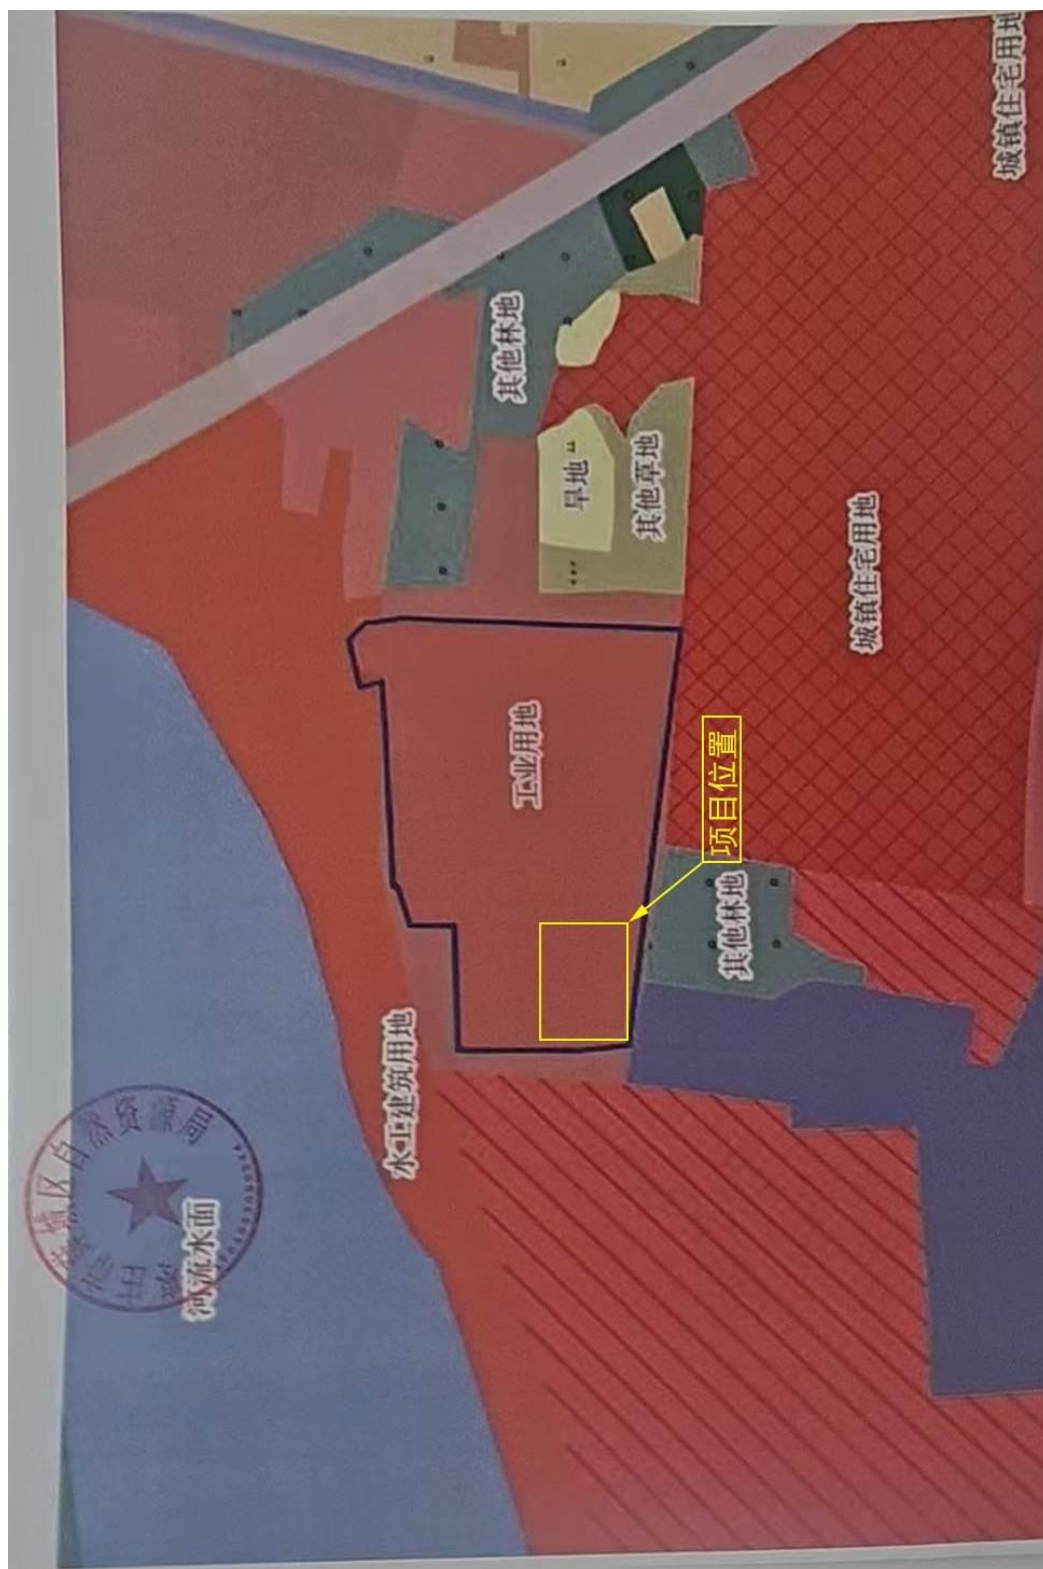 城镇住宅用地
其他林地
旱地
其他草地
城镇住宅用地
工业用地
项目位置
其他林地
水工建筑用地
河流水面
区自然资源局